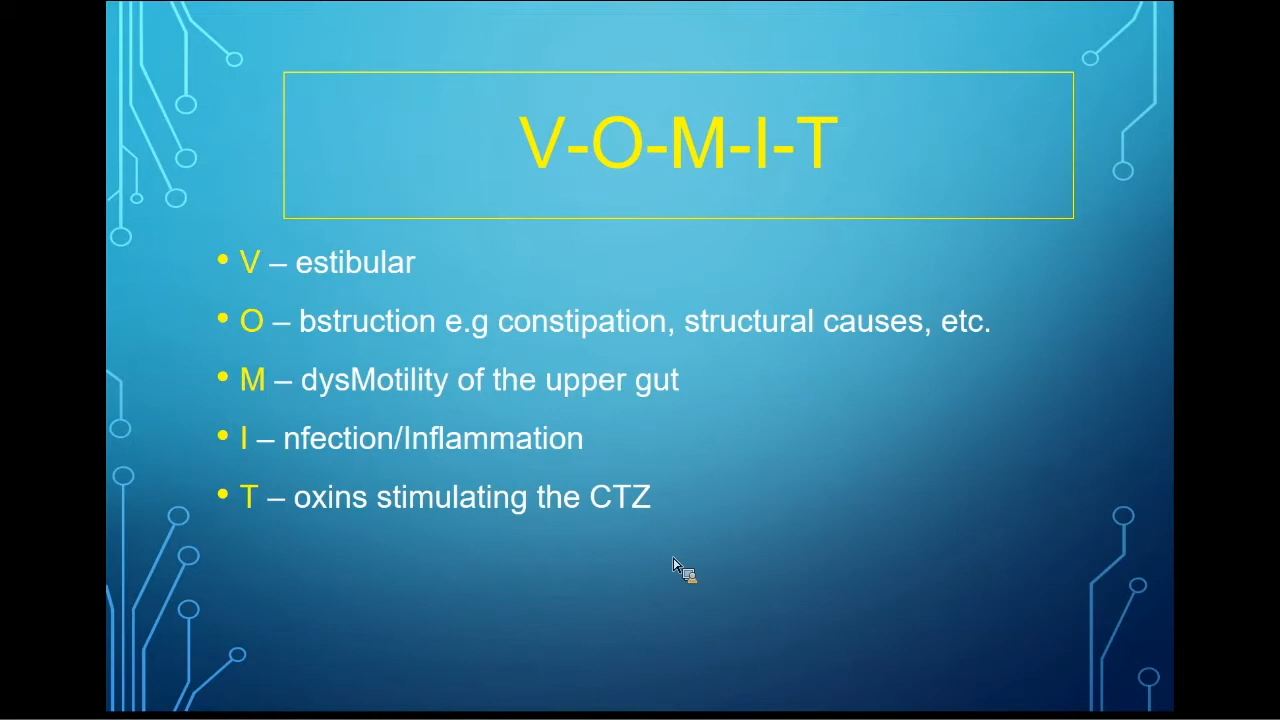 V-O-M-I-T
• V – estibular
• O – bstruction e.g constipation, structural causes, etc.
• M – dysMotility of the upper gut
• I – nfection/Inflammation
• T – oxins stimulating the CTZ